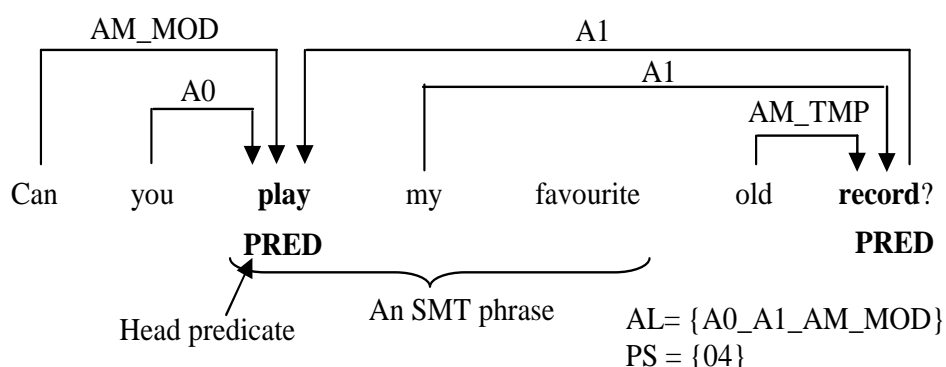 AM_MOD
A1
A1
A0
AM_TMP
Can you play my favourite old record?
PRED PRED
Head predicate
An SMT phrase
AL= {A0_A1_AM_MOD}
PS = {04}